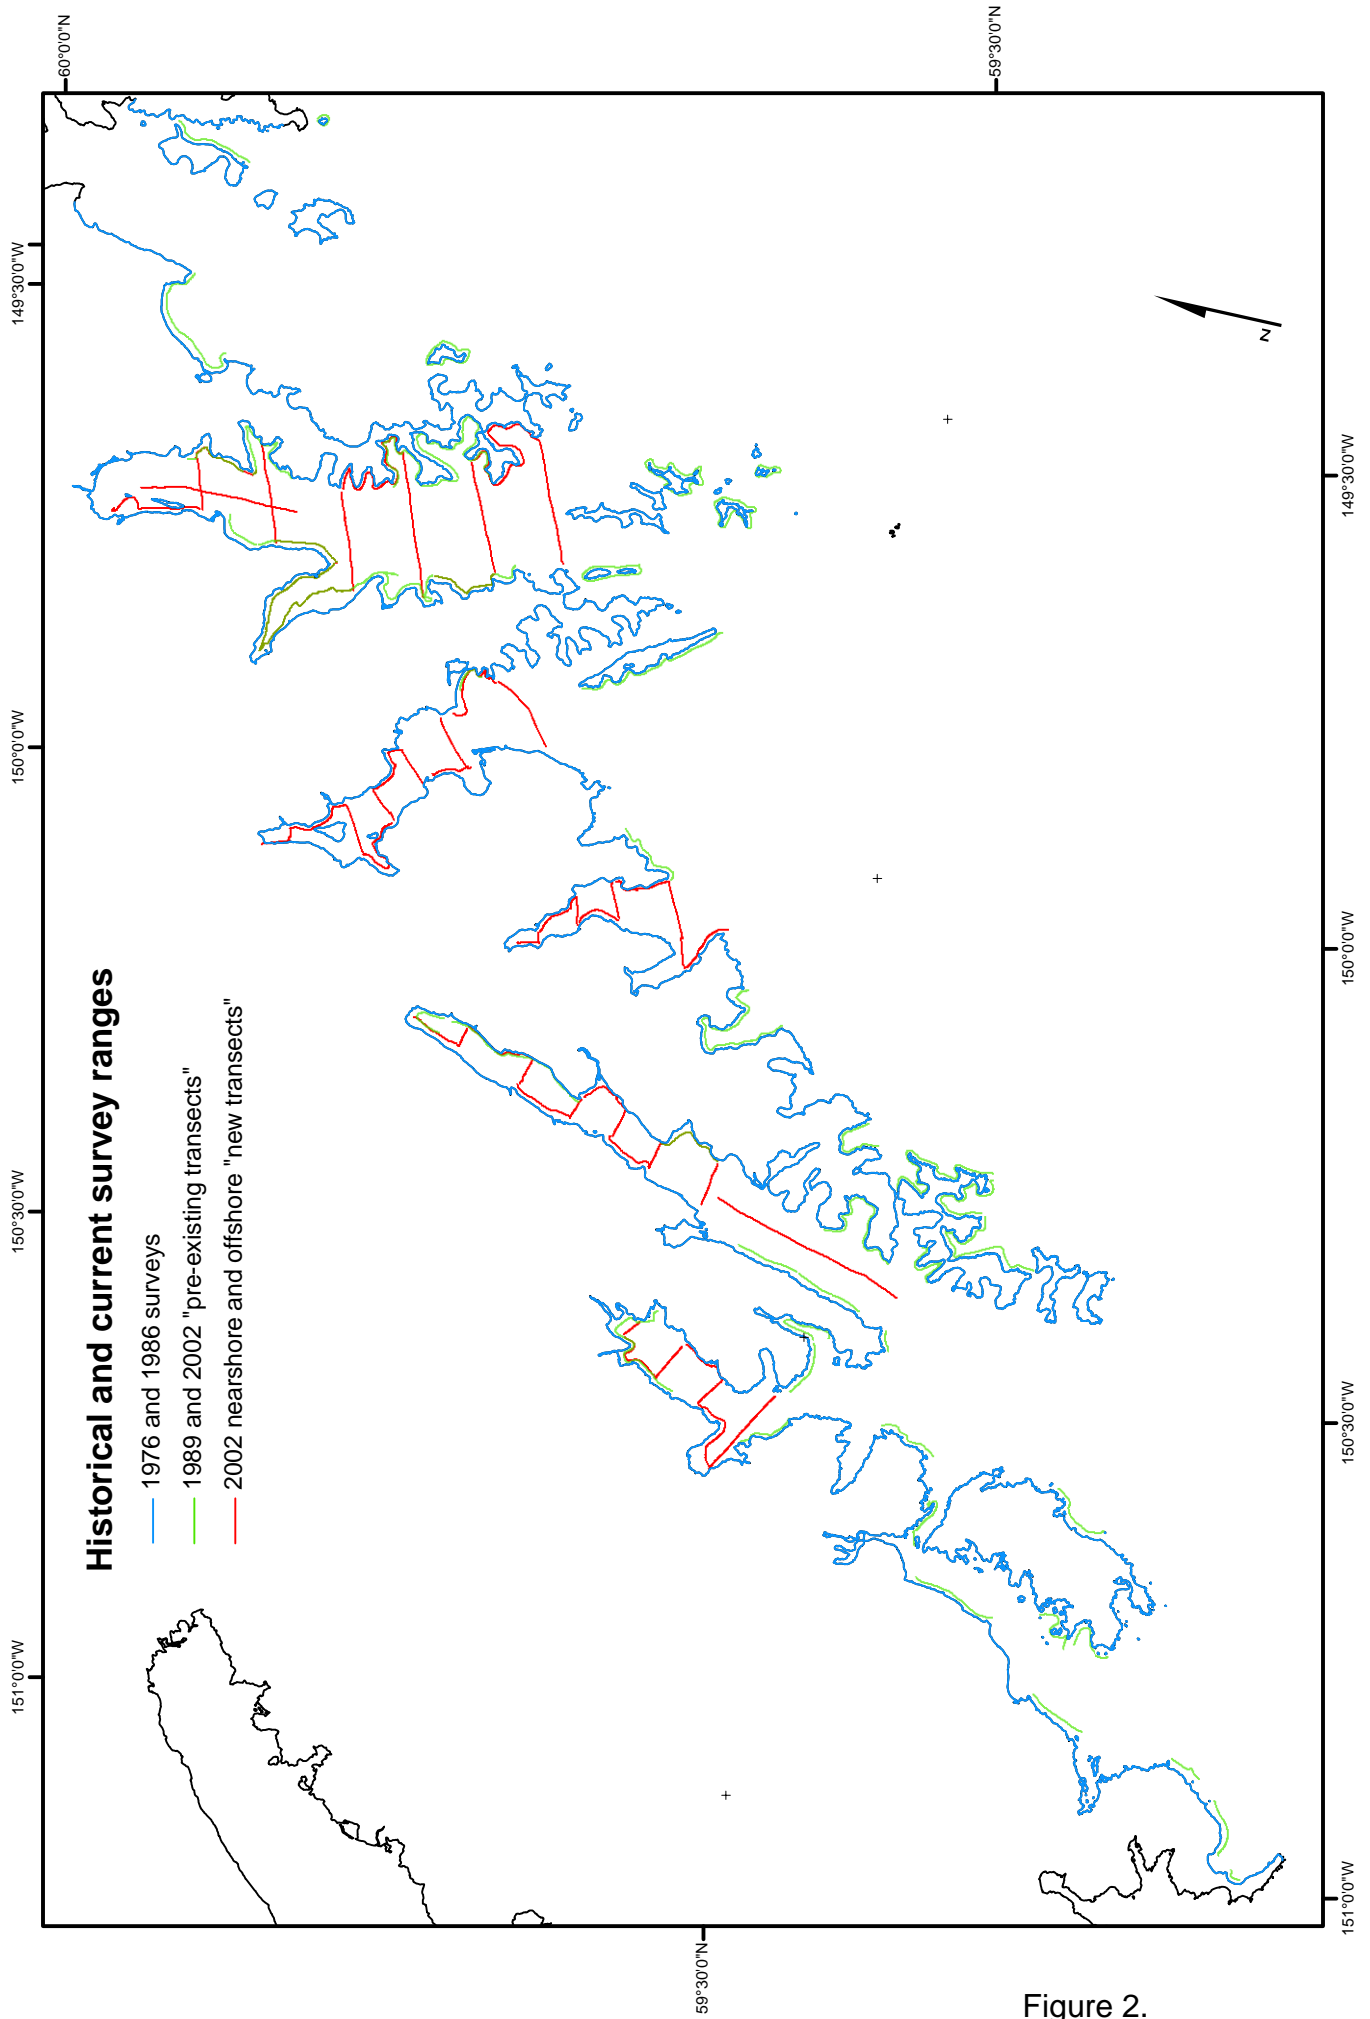 Historical and current survey ranges
1976 and 1986 surveys
1989 and 2002 "pre-existing transects"
2002 nearshore and offshore "new transects"
151°0'0"W
150°30'0"W
150°0'0"W
149°30'0"W
60°0'0"N
59°30'0"N
59°30'0"N
151°0'0"W
150°30'0"W
150°0'0"W
149°30'0"W
N
Figure 2.